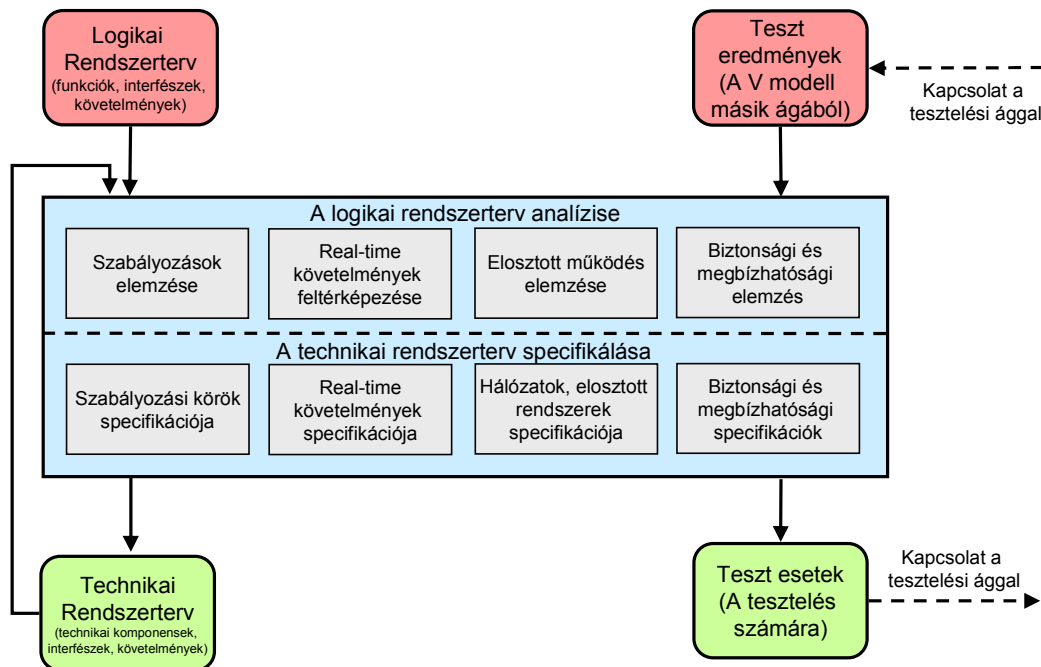 Logikai
Rendszerterv
(funkciók, interfészek,
követelmények)
Teszt
eredmények
(A V modell
másik ágából)
Kapcsolat a
tesztelési ággal
A logikai rendszerterv analízise
Szabályozások
elemzése
Real-time
követelmények
feltérképezése
Elosztott működés
elemzése
Biztonsági és
megbízhatósági
elemzés
A technikai rendszerterv specifikálása
Szabályozási körök
specifikációja
Real-time
követelmények
specifikációja
Hálózatok, elosztott
rendszerek
specifikációja
Biztonsági és
megbízhatósági
specifikációk
Technikai
Rendszerterv
(technikai komponensek,
interfészek, követelmények)
Teszt esetek
(A tesztelés
számára)
Kapcsolat a
tesztelési ággal